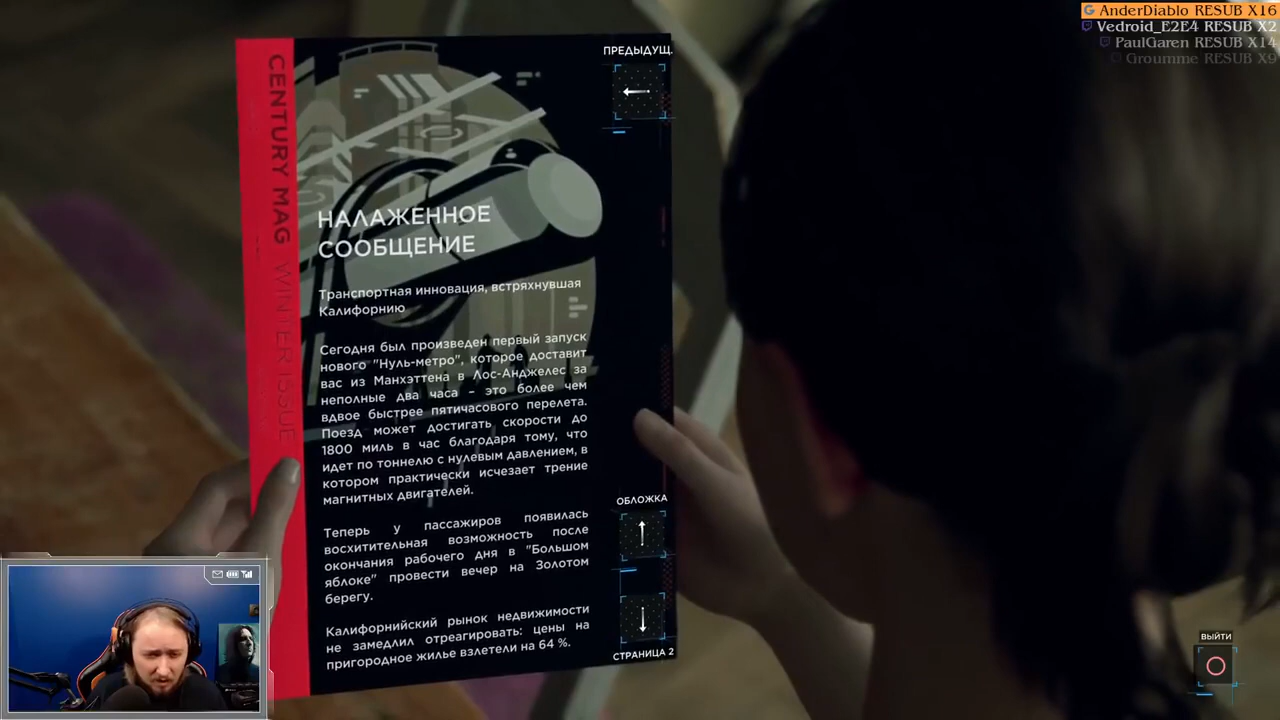 AnderDiablo RESUB X16
Vedroid_E2E4 RESUB X2
PaulGaren RESUB X14
Groumme RESUB X9
ПРЕДЫДУЩ.
CENTURY MAG WINTER ISSUE
НАЛАЖЕННОЕ
СООБЩЕНИЕ
Транспортная инновация, встряхнувшая
Калифорнию
Сегодня был произведен первый запуск
нового "Нуль-метро", которое доставит
вас из Манхэттена в Лос-Анджелес за
неполные два часа – это более чем
вдвое быстрее пятичасового перелета.
Поезд может достигать скорости до
1800 миль в час благодаря тому, что
идет по тоннелю с нулевым давлением, в
котором практически исчезает трение
магнитных двигателей.
Теперь у пассажиров появилась
восхитительная возможность после
окончания рабочего дня в "Большом
яблоке" провести вечер на Золотом
берегу.
Калифорнийский рынок недвижимости
не замедлил отреагировать: цены на
пригородное жилье взлетели на 64 %.
ОБЛОЖКА
СТРАНИЦА 2
ВЫЙТИ